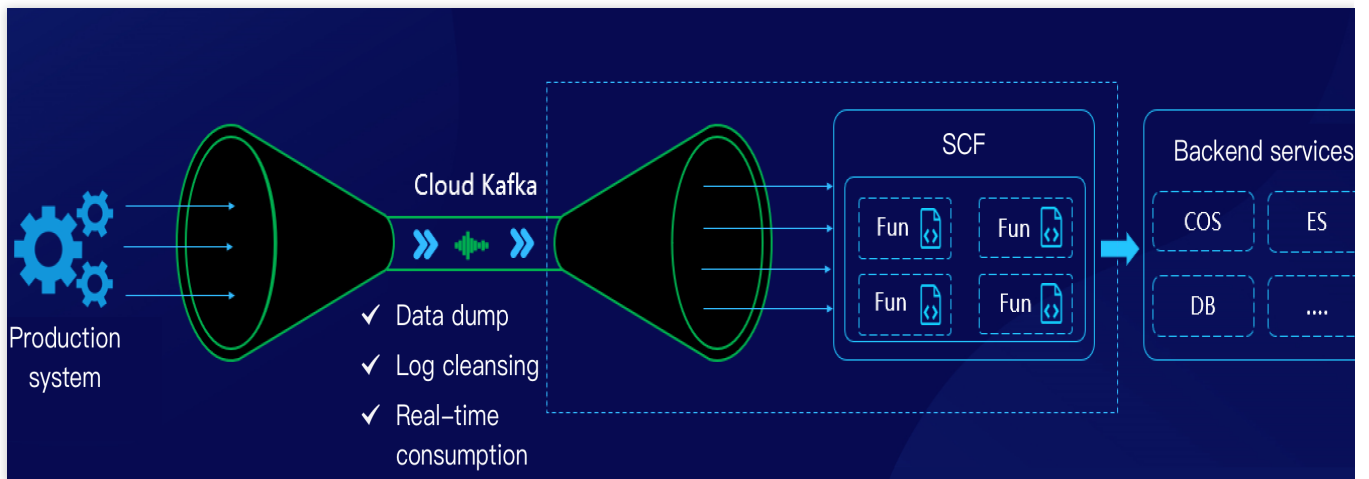 Production
system
Cloud Kafka
✓ Data dump
✓ Log cleansing
✓ Real-time
consumption
SCF
Fun
Fun
Fun
Fun
Backend services
COS
ES
DB
....